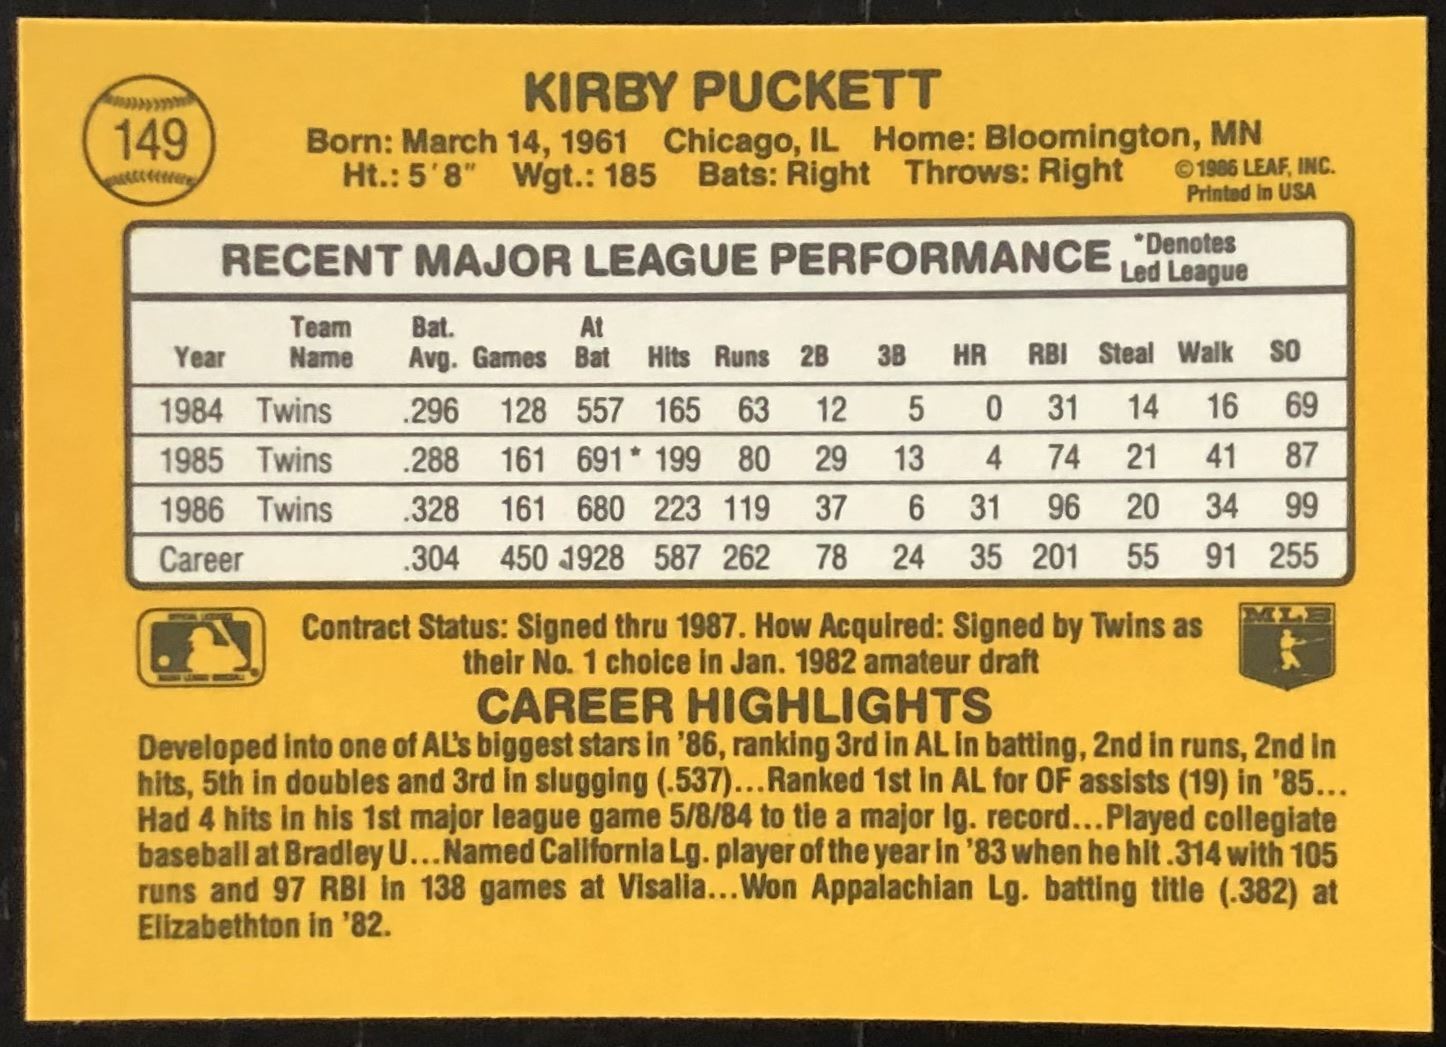 149
KIRBY PUCKETT
Born: March 14, 1961 Chicago, IL Home: Bloomington, MN
Ht.: 5'8" Wgt.: 185 Bats: Right Throws: Right
©1986 LEAF, INC.
Printed in USA
RECENT MAJOR LEAGUE PERFORMANCE *Denotes Led League
Year Team Name Bat. Avg. Games At Bat Hits Runs 2B 3B HR RBI Steal Walk SO
1984 Twins .296 128 557 165 63 12 5 0 31 14 16 69
1985 Twins .288 161 691* 199 80 29 13 4 74 21 41 87
1986 Twins .328 161 680 223 119 37 6 31 96 20 34 99
Career .304 450 1928 587 262 78 24 35 201 55 91 255
Contract Status: Signed thru 1987. How Acquired: Signed by Twins as
their No. 1 choice in Jan. 1982 amateur draft
MLB
CAREER HIGHLIGHTS
Developed into one of AL's biggest stars in '86, ranking 3rd in AL in batting, 2nd in runs, 2nd in
hits, 5th in doubles and 3rd in slugging (.537)...Ranked 1st in AL for OF assists (19) in '85...
Had 4 hits in his 1st major league game 5/8/84 to tie a major lg. record...Played collegiate
baseball at Bradley U...Named California Lg. player of the year in '83 when he hit .314 with 105
runs and 97 RBI in 138 games at Visalia...Won Appalachian Lg. batting title (.382) at
Elizabethton in '82.